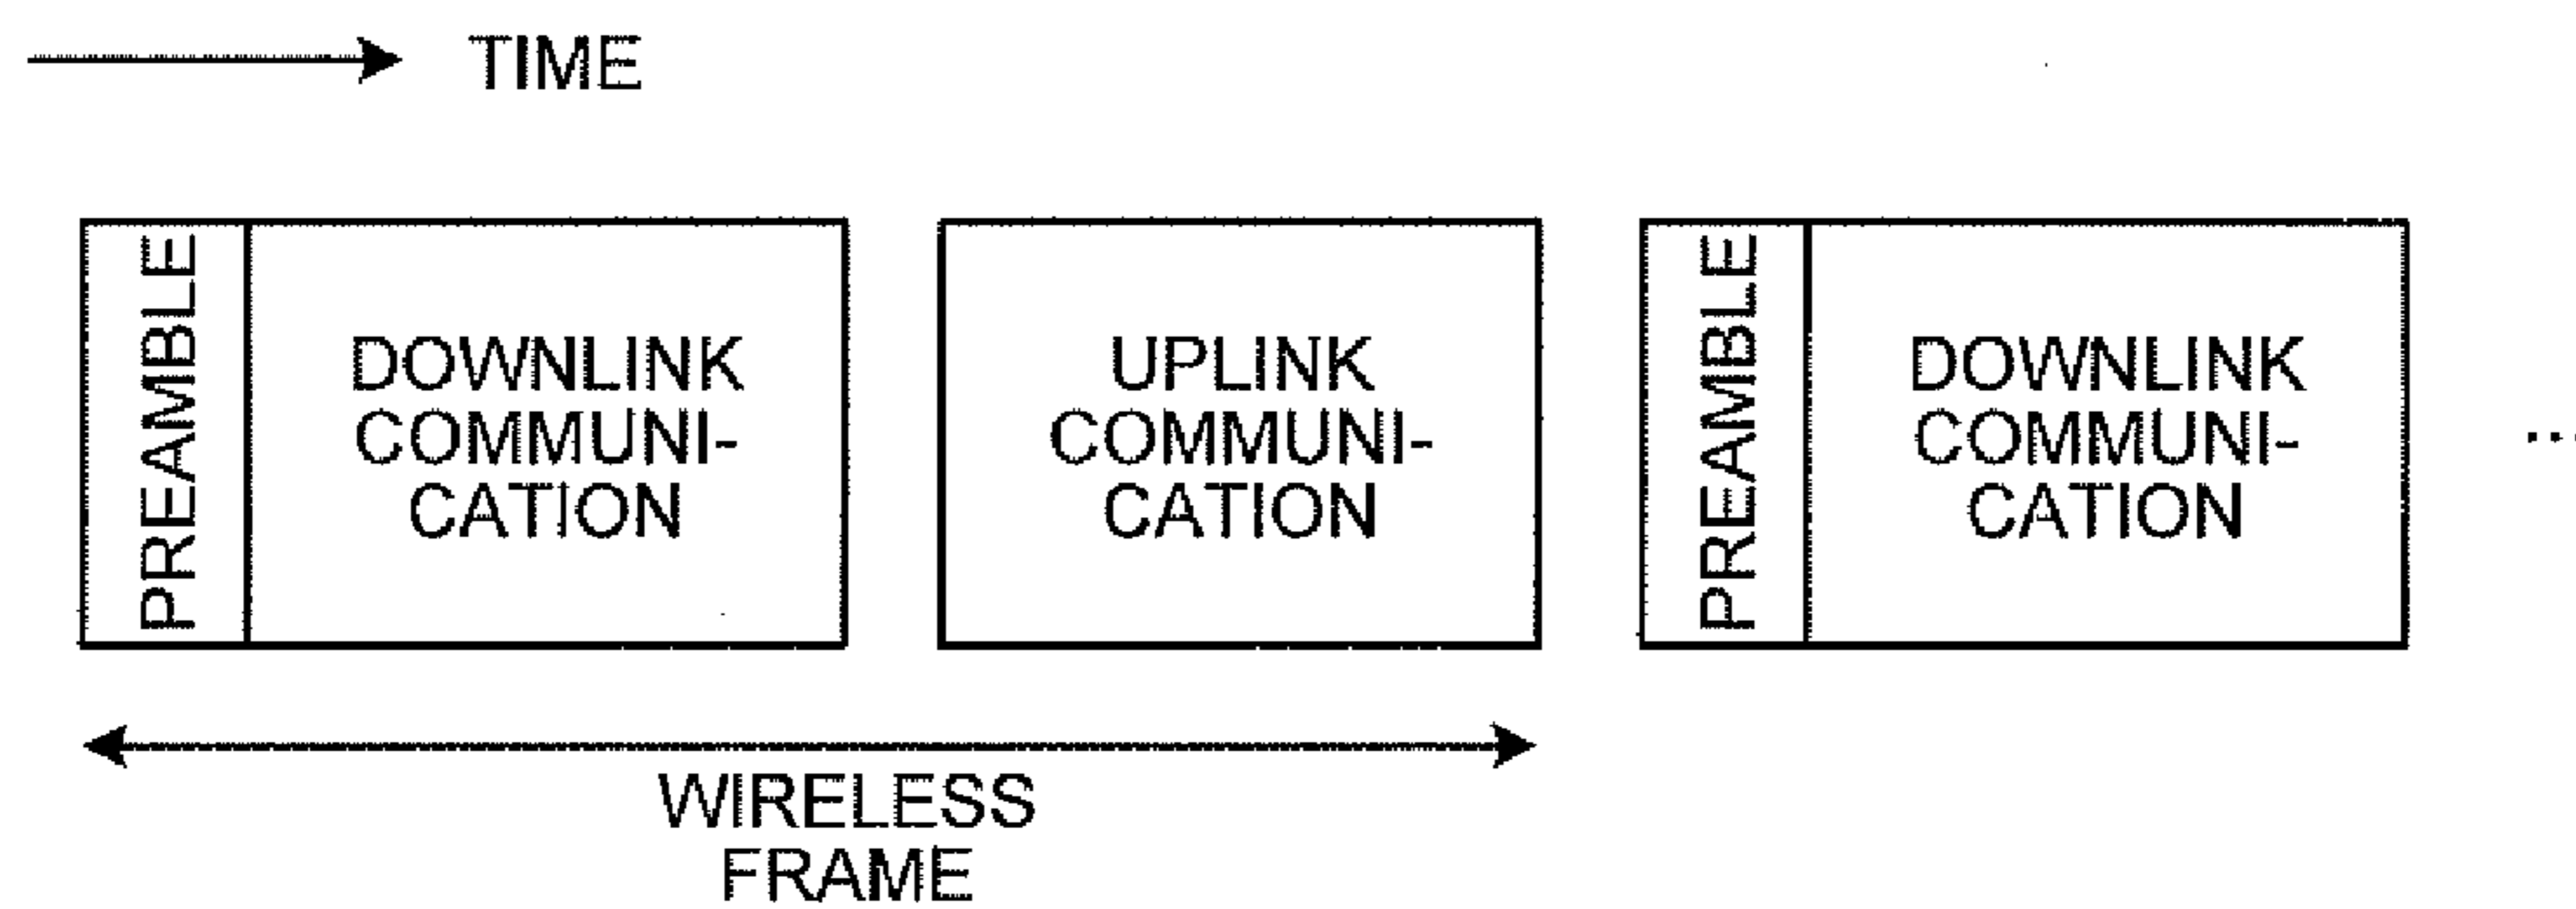 TIME
PREAMBLE
DOWNLINK
COMMUNI-
CATION
UPLINK
COMMUNI-
CATION
PREAMBLE
DOWNLINK
COMMUNI-
CATION
...
WIRELESS
FRAME